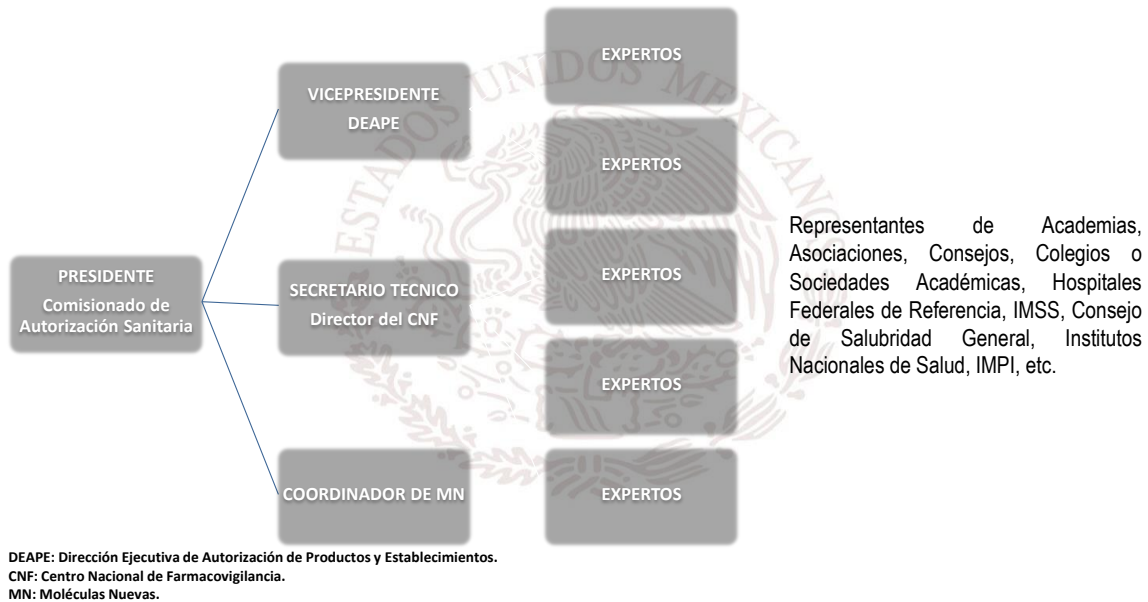 PRESIDENTE
Comisionado de
Autorización Sanitaria
VICEPRESIDENTE
DEAPE
SECRETARIO TECNICO
Director del CNF
COORDINADOR DE MN
EXPERTOS
EXPERTOS
EXPERTOS
EXPERTOS
EXPERTOS
Representantes de Academias,
Asociaciones, Consejos, Colegios o
Sociedades Académicas, Hospitales
Federales de Referencia, IMSS, Consejo
de Salubridad General, Institutos
Nacionales de Salud, IMPI, etc.
DEAPE: Dirección Ejecutiva de Autorización de Productos y Establecimientos.
CNF: Centro Nacional de Farmacovigilancia.
MN: Moléculas Nuevas.
ESTADOS UNIDOS MEXICANOS